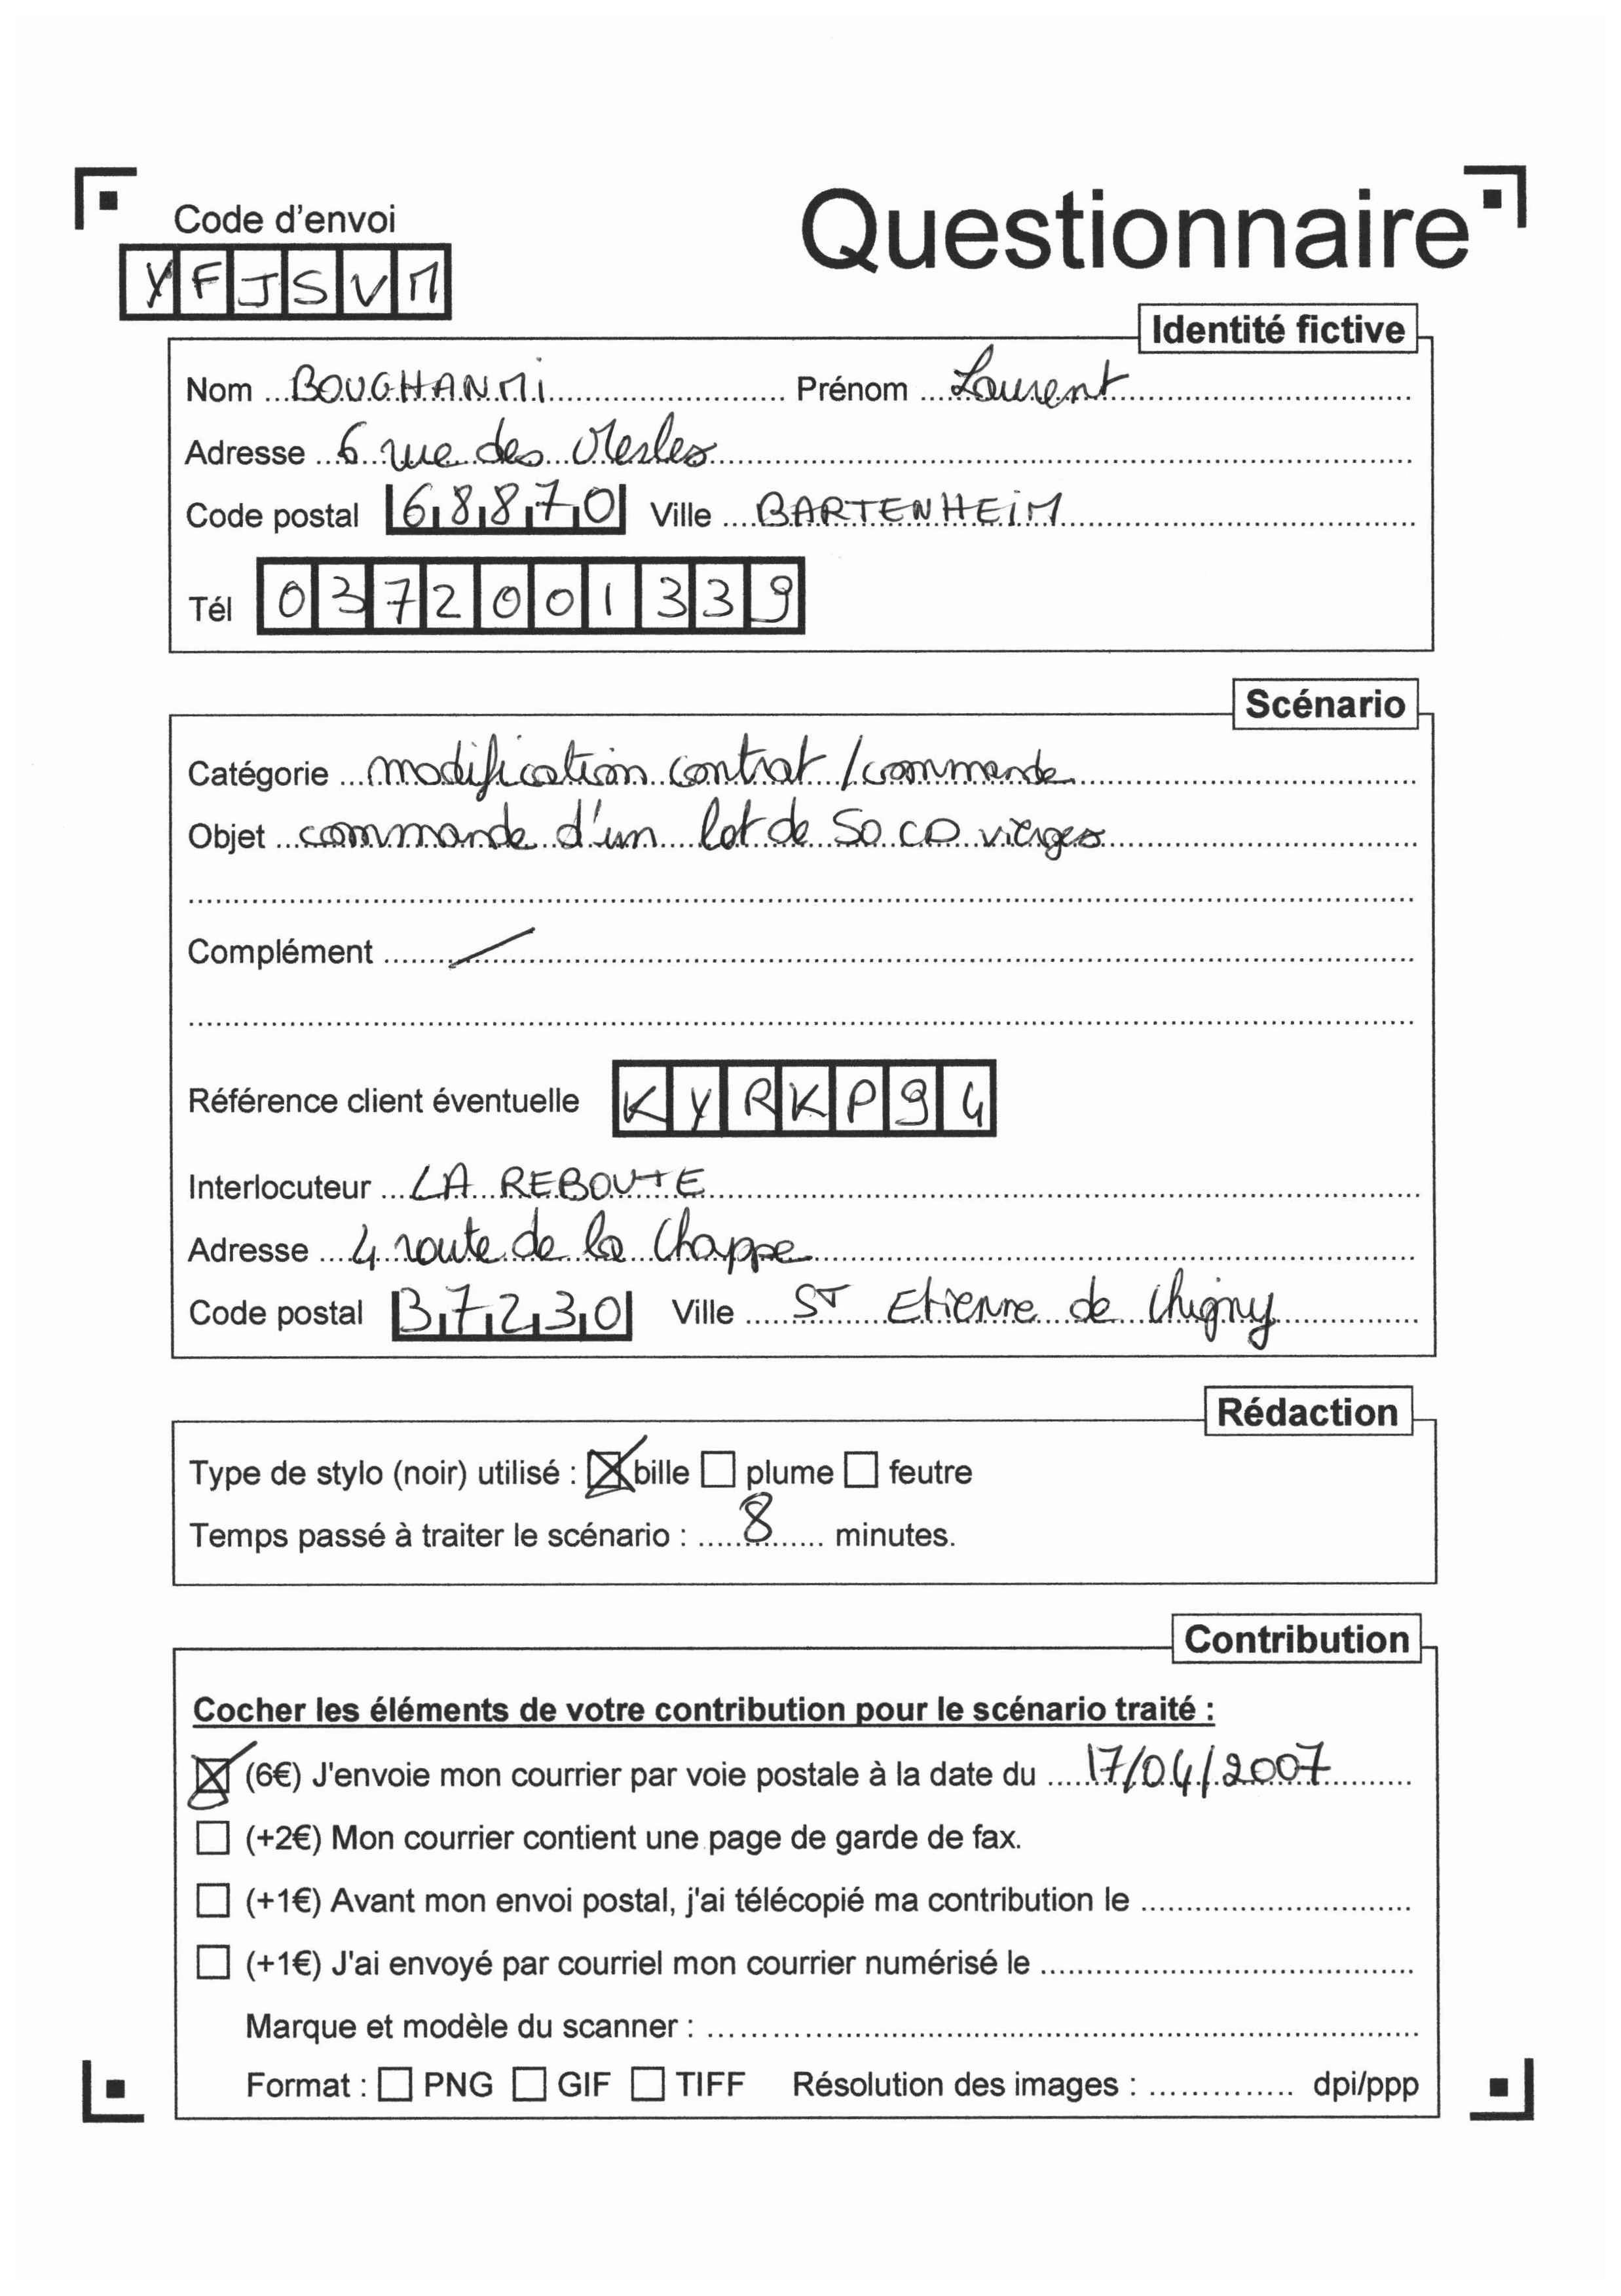 Code d'envoi
Questionnaire
YFJSVM
Identité fictive
Nom BOUGHANMi Prénom Laurent
Adresse 6 rue des Merles
Code postal 68870 Ville BARTENHEiM
Tél 0372001339
Scénario
Catégorie modification contrat / commande
Objet commande d'un lot de 50 CD vierges
Complément /
Référence client éventuelle KYRKP94
Interlocuteur LA REBOUTE
Adresse 4 route de la Chappe
Code postal 37230 Ville ST Etienne de Chigny
Rédaction
Type de stylo (noir) utilisé : ☒ bille ☐ plume ☐ feutre
Temps passé à traiter le scénario : 8 minutes.
Contribution
Cocher les éléments de votre contribution pour le scénario traité :
☒ (6€) J'envoie mon courrier par voie postale à la date du 17/04/2007
☐ (+2€) Mon courrier contient une page de garde de fax.
☐ (+1€) Avant mon envoi postal, j'ai télécopié ma contribution le
☐ (+1€) J'ai envoyé par courriel mon courrier numérisé le
Marque et modèle du scanner :
Format : ☐ PNG ☐ GIF ☐ TIFF Résolution des images : dpi/ppp